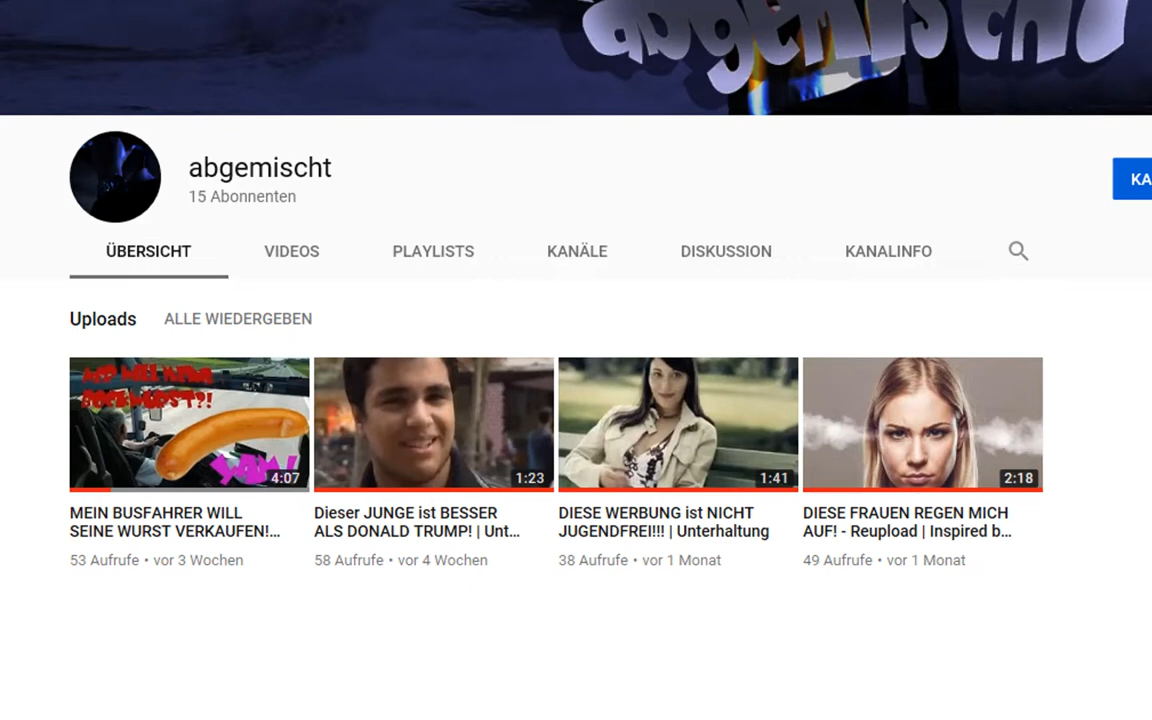 abgemischt
abgemischt
15 Abonnenten
KA
ÜBERSICHT VIDEOS PLAYLISTS KANÄLE DISKUSSION KANALINFO
Uploads ALLE WIEDERGEBEN
BOCKWURST?!
4:07 1:23 1:41 2:18
MEIN BUSFAHRER WILL
SEINE WURST VERKAUFEN!...
53 Aufrufe • vor 3 Wochen
Dieser JUNGE ist BESSER
ALS DONALD TRUMP! | Unt...
58 Aufrufe • vor 4 Wochen
DIESE WERBUNG ist NICHT
JUGENDFREI!!! | Unterhaltung
38 Aufrufe • vor 1 Monat
DIESE FRAUEN REGEN MICH
AUF! - Reupload | Inspired b...
49 Aufrufe • vor 1 Monat